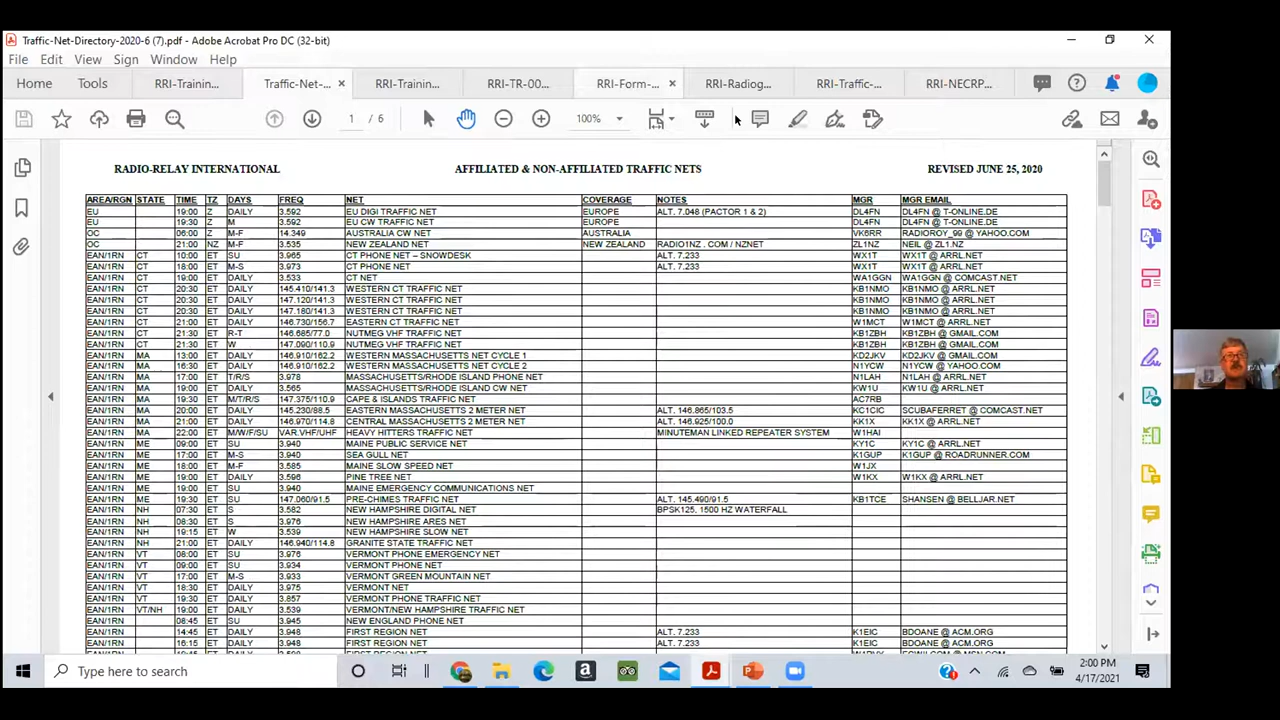 Traffic-Net-Directory-2020-6 (7).pdf - Adobe Acrobat Pro DC (32-bit)
File Edit View Sign Window Help
Home Tools RRI-Trainin... Traffic-Net-... RRI-Trainin... RRI-TR-00... RRI-Form-... RRI-Radiog... RRI-Traffic-... RRI-NECRP...
1 / 6 100%
RADIO-RELAY INTERNATIONAL AFFILIATED & NON-AFFILIATED TRAFFIC NETS REVISED JUNE 25, 2020
AREA/RGN STATE TIME TZ DAYS FREQ NET COVERAGE NOTES MGR MGR EMAIL
EU 19:00 Z DAILY 3.592 EU DIGI TRAFFIC NET EUROPE ALT. 7.048 (PACTOR 1 & 2) DL4FN DL4FN @ T-ONLINE.DE
EU 19:30 Z M 3.592 EU CW TRAFFIC NET EUROPE DL4FN DL4FN @ T-ONLINE.DE
OC 06:00 Z M-F 14.349 AUSTRALIA CW NET AUSTRALIA VK6RR RADIOROY_99 @ YAHOO.COM
OC 21:00 NZ M-F 3.535 NEW ZEALAND NET NEW ZEALAND RADIO1NZ . COM / NZNET ZL1NZ NEIL @ ZL1.NZ
EAN/1RN CT 10:00 ET SU 3.965 CT PHONE NET – SNOWDESK ALT. 7.233 WX1T WX1T @ ARRL.NET
EAN/1RN CT 18:00 ET M-S 3.973 CT PHONE NET ALT. 7.233 WX1T WX1T @ ARRL.NET
EAN/1RN CT 19:00 ET DAILY 3.533 CT NET WA1GGN WA1GGN @ COMCAST.NET
EAN/1RN CT 20:30 ET DAILY 145.410/141.3 WESTERN CT TRAFFIC NET KB1NMO KB1NMO @ ARRL.NET
EAN/1RN CT 20:30 ET DAILY 147.120/141.3 WESTERN CT TRAFFIC NET KB1NMO KB1NMO @ ARRL.NET
EAN/1RN CT 20:30 ET DAILY 147.180/141.3 WESTERN CT TRAFFIC NET KB1NMO KB1NMO @ ARRL.NET
EAN/1RN CT 21:00 ET DAILY 146.730/156.7 EASTERN CT TRAFFIC NET W1MCT W1MCT @ ARRL.NET
EAN/1RN CT 21:30 ET R-T 146.685/77.0 NUTMEG VHF TRAFFIC NET KB1ZBH KB1ZBH @ GMAIL.COM
EAN/1RN CT 21:30 ET W 147.090/110.9 NUTMEG VHF TRAFFIC NET KB1ZBH KB1ZBH @ GMAIL.COM
EAN/1RN MA 13:00 ET DAILY 146.910/162.2 WESTERN MASSACHUSETTS NET CYCLE 1 KD2JKV KD2JKV @ GMAIL.COM
EAN/1RN MA 16:30 ET DAILY 146.910/162.2 WESTERN MASSACHUSETTS NET CYCLE 2 N1YCW N1YCW @ YAHOO.COM
EAN/1RN MA 17:00 ET T/R/S 3.978 MASSACHUSETTS/RHODE ISLAND PHONE NET N1LAH N1LAH @ ARRL.NET
EAN/1RN MA 19:00 ET DAILY 3.565 MASSACHUSETTS/RHODE ISLAND CW NET KW1U KW1U @ ARRL.NET
EAN/1RN MA 19:30 ET M/T/R/S 147.375/110.9 CAPE & ISLANDS TRAFFIC NET AC7RB
EAN/1RN MA 20:00 ET DAILY 145.230/88.5 EASTERN MASSACHUSETTS 2 METER NET ALT. 146.865/103.5 KC1CIC SCUBAFERRET @ COMCAST.NET
EAN/1RN MA 21:00 ET DAILY 146.970/114.8 CENTRAL MASSACHUSETTS 2 METER NET ALT. 146.925/100.0 KK1X KK1X @ ARRL.NET
EAN/1RN MA 22:00 ET M/W/F/SU VAR.VHF/UHF HEAVY HITTERS TRAFFIC NET MINUTEMAN LINKED REPEATER SYSTEM W1HAI
EAN/1RN ME 09:00 ET SU 3.940 MAINE PUBLIC SERVICE NET KY1C KY1C @ ARRL.NET
EAN/1RN ME 17:00 ET M-S 3.940 SEA GULL NET K1GUP K1GUP @ ROADRUNNER.COM
EAN/1RN ME 18:00 ET M-F 3.585 MAINE SLOW SPEED NET W1JX
EAN/1RN ME 19:00 ET DAILY 3.596 PINE TREE NET W1KX W1KX @ ARRL.NET
EAN/1RN ME ET SU 3.940 MAINE EMERGENCY COMMUNICATIONS NET
EAN/1RN ME 19:30 ET SU 147.060/91.5 PRE-CHIMES TRAFFIC NET ALT. 145.490/91.5 KB1TCE SHANSEN @ BELLJAR.NET
EAN/1RN NH 07:30 ET S 3.582 NEW HAMPSHIRE DIGITAL NET BPSK125, 1500 HZ WATERFALL
EAN/1RN NH 08:30 ET S 3.976 NEW HAMPSHIRE ARES NET
EAN/1RN NH 19:15 ET W 3.539 NEW HAMPSHIRE SLOW NET
EAN/1RN NH 21:00 ET DAILY 146.940/114.8 GRANITE STATE TRAFFIC NET
EAN/1RN VT 08:00 ET SU 3.976 VERMONT PHONE EMERGENCY NET
EAN/1RN VT 09:00 ET SU 3.934 VERMONT PHONE NET
EAN/1RN VT 17:00 ET M-S 3.933 VERMONT GREEN MOUNTAIN NET
EAN/1RN VT 18:30 ET DAILY 3.975 VERMONT NET
EAN/1RN VT 19:30 ET DAILY 3.857 VERMONT PHONE TRAFFIC NET
EAN/1RN VT/NH 19:00 ET DAILY 3.539 VERMONT/NEW HAMPSHIRE TRAFFIC NET
EAN/1RN 08:45 ET SU 3.945 NEW ENGLAND PHONE NET
EAN/1RN 14:45 ET DAILY 3.948 FIRST REGION NET ALT. 7.233 K1EIC BDOANE @ ACM.ORG
EAN/1RN 16:15 ET DAILY 3.948 FIRST REGION NET ALT. 7.233 K1EIC BDOANE @ ACM.ORG
Type here to search
2:00 PM
4/17/2021